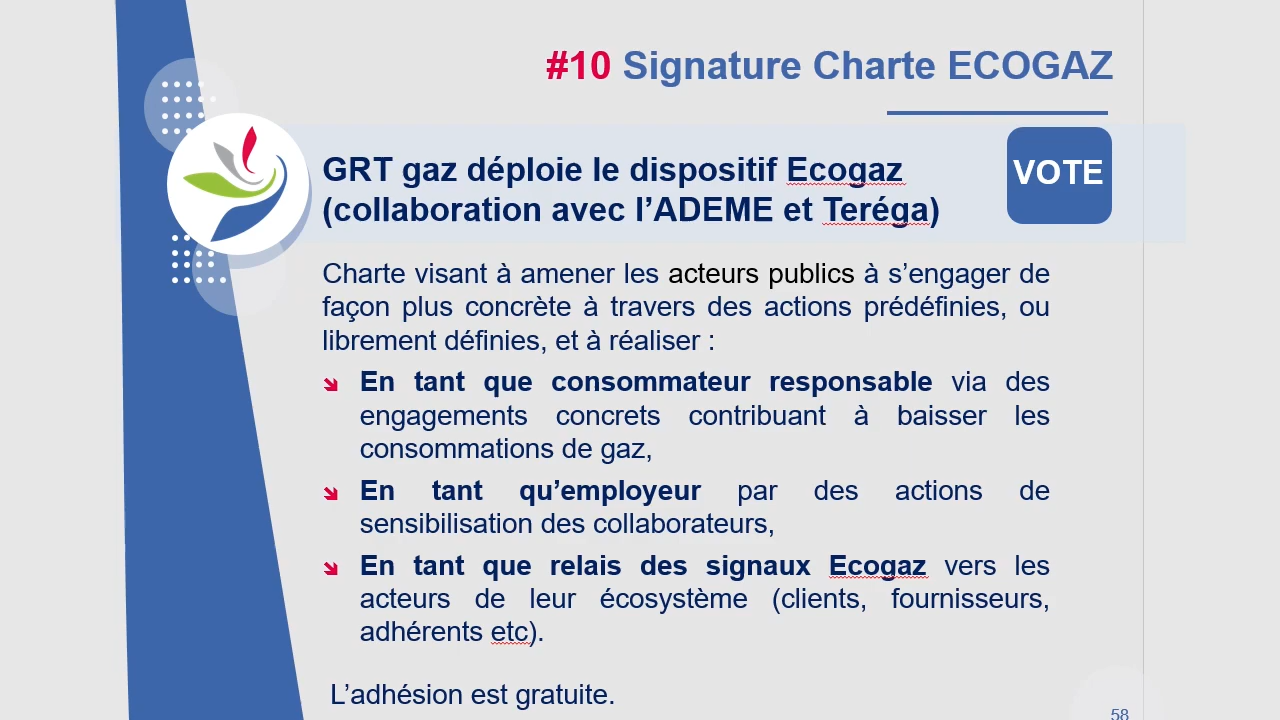 #10 Signature Charte ECOGAZ
GRT gaz déploie le dispositif Ecogaz
(collaboration avec l’ADEME et Teréga)
VOTE
Charte visant à amener les acteurs publics à s’engager de
façon plus concrète à travers des actions prédéfinies, ou
librement définies, et à réaliser :
En tant que consommateur responsable via des
engagements concrets contribuant à baisser les
consommations de gaz,
En tant qu’employeur par des actions de
sensibilisation des collaborateurs,
En tant que relais des signaux Ecogaz vers les
acteurs de leur écosystème (clients, fournisseurs,
adhérents etc).
L’adhésion est gratuite.
58